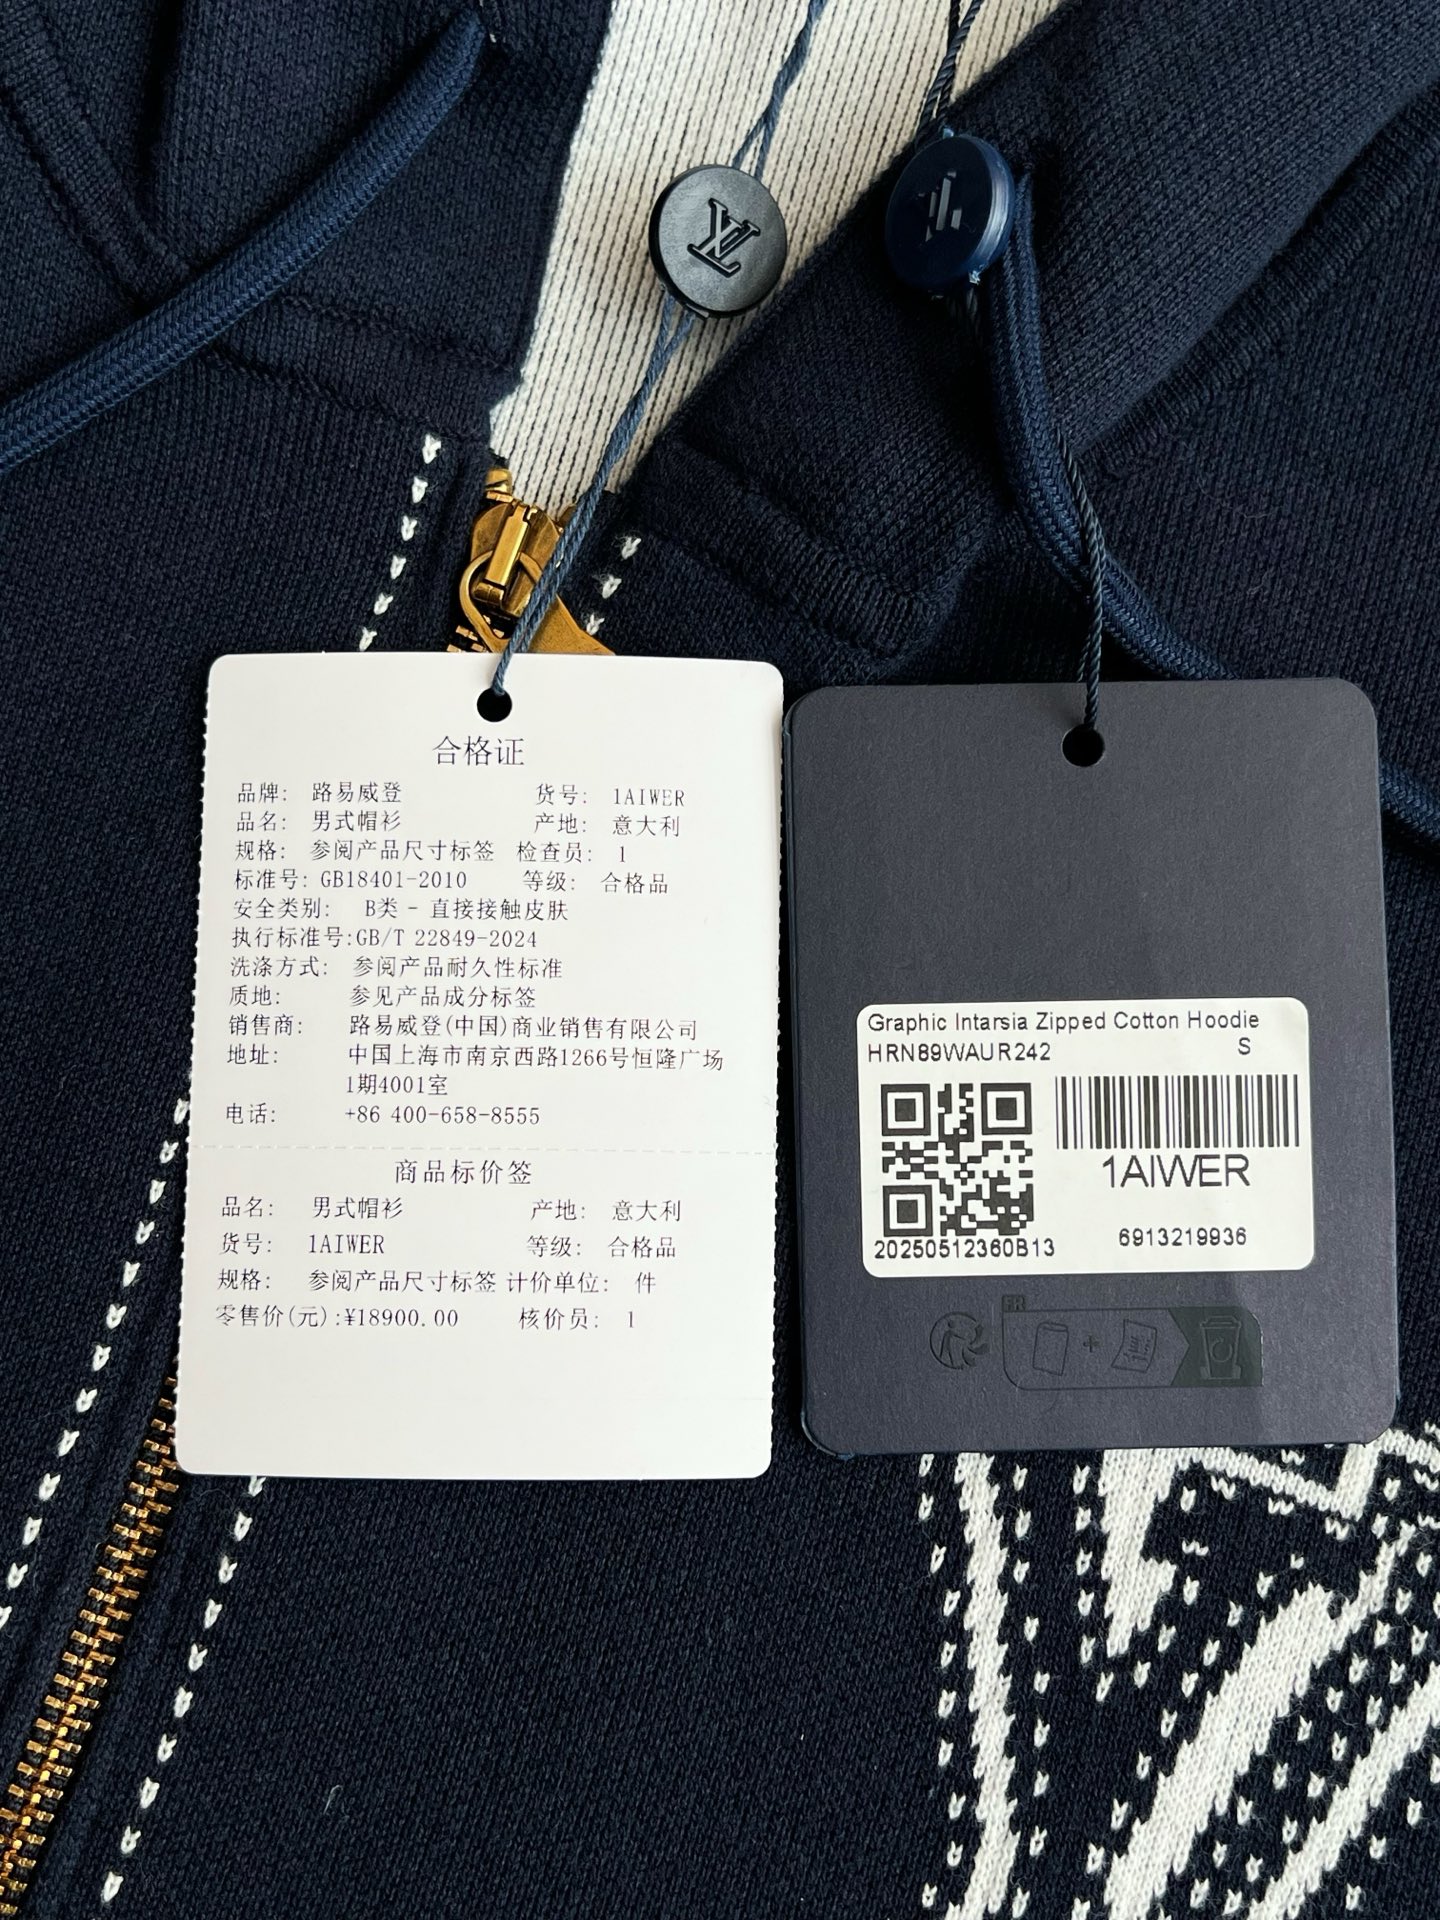 LV
合格证
品牌: 路易威登 货号: 1AIWER
品名: 男式帽衫 产地: 意大利
规格: 参阅产品尺寸标签 检查员: 1
标准号: GB18401-2010 等级: 合格品
安全类别: B类 - 直接接触皮肤
执行标准号:GB/T 22849-2024
洗涤方式: 参阅产品耐久性标准
质地: 参见产品成分标签
销售商: 路易威登(中国)商业销售有限公司
地址: 中国上海市南京西路1266号恒隆广场
1期4001室
电话: +86 400-658-8555
商品标价签
品名: 男式帽衫 产地: 意大利
货号: 1AIWER 等级: 合格品
规格: 参阅产品尺寸标签 计价单位: 件
零售价(元):¥18900.00 核价员: 1
Graphic Intarsia Zipped Cotton Hoodie
HRN89WAUR242 S
1AIWER
20250512360B13 6913219936
FR